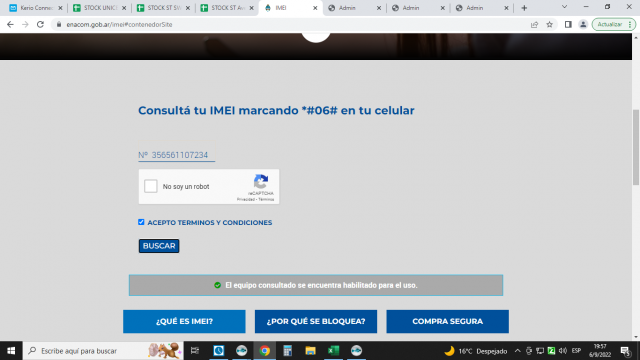 Kerio Connec
STOCK UNIC
STOCK ST SIV
STOCK ST A
IMEI
Admin
Admin
Admin
enacom.gob.ar/imei#contenedorSite
Actualizar
Consultá tu IMEI marcando *#06# en tu celular
Nº 356561107234
No soy un robot
reCAPTCHA
Privacidad - Términos
ACEPTO TERMINOS Y CONDICIONES
BUSCAR
El equipo consultado se encuentra habilitado para el uso.
¿QUÉ ES IMEI? ¿POR QUÉ SE BLOQUEA? COMPRA SEGURA
Escribe aquí para buscar
16°C Despejado
ESP
19:57
6/9/2022